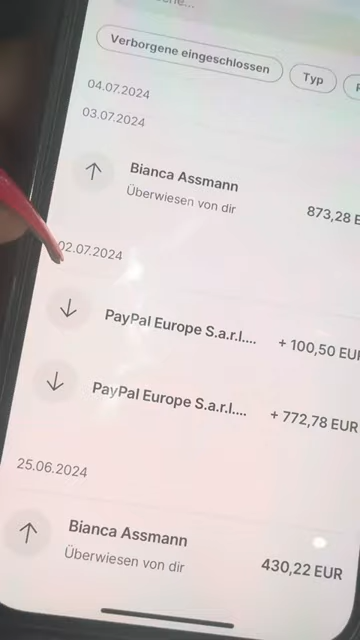 Verborgene eingeschlossen
Typ
04.07.2024
03.07.2024
Bianca Assmann
Überwiesen von dir
873,28 E
02.07.2024
PayPal Europe S.a.r.l....
+ 100,50 EUR
PayPal Europe S.a.r.l....
+ 772,78 EUR
25.06.2024
Bianca Assmann
Überwiesen von dir
430,22 EUR